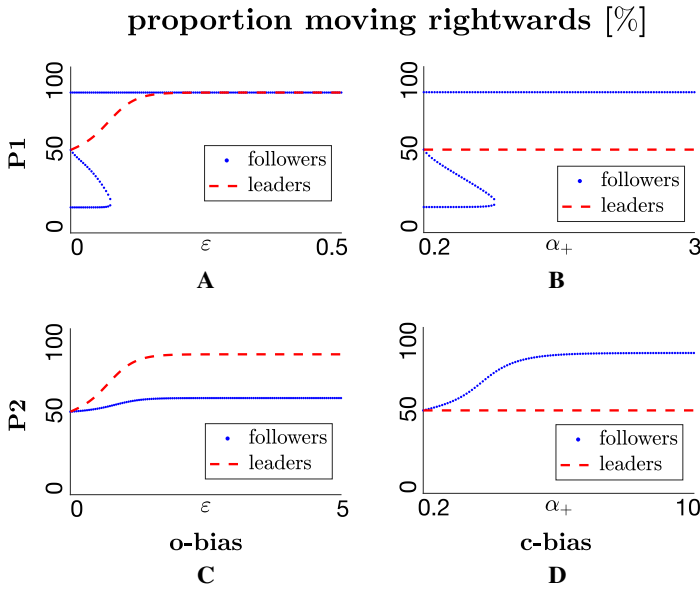 proportion moving rightwards [%]
P1
100
50
0
followers
leaders
0
ε
0.5
A
100
50
0
followers
leaders
0.2
α+
3
B
P2
100
50
0
followers
leaders
0
ε
5
o-bias
C
100
50
0
followers
leaders
0.2
α+
10
c-bias
D